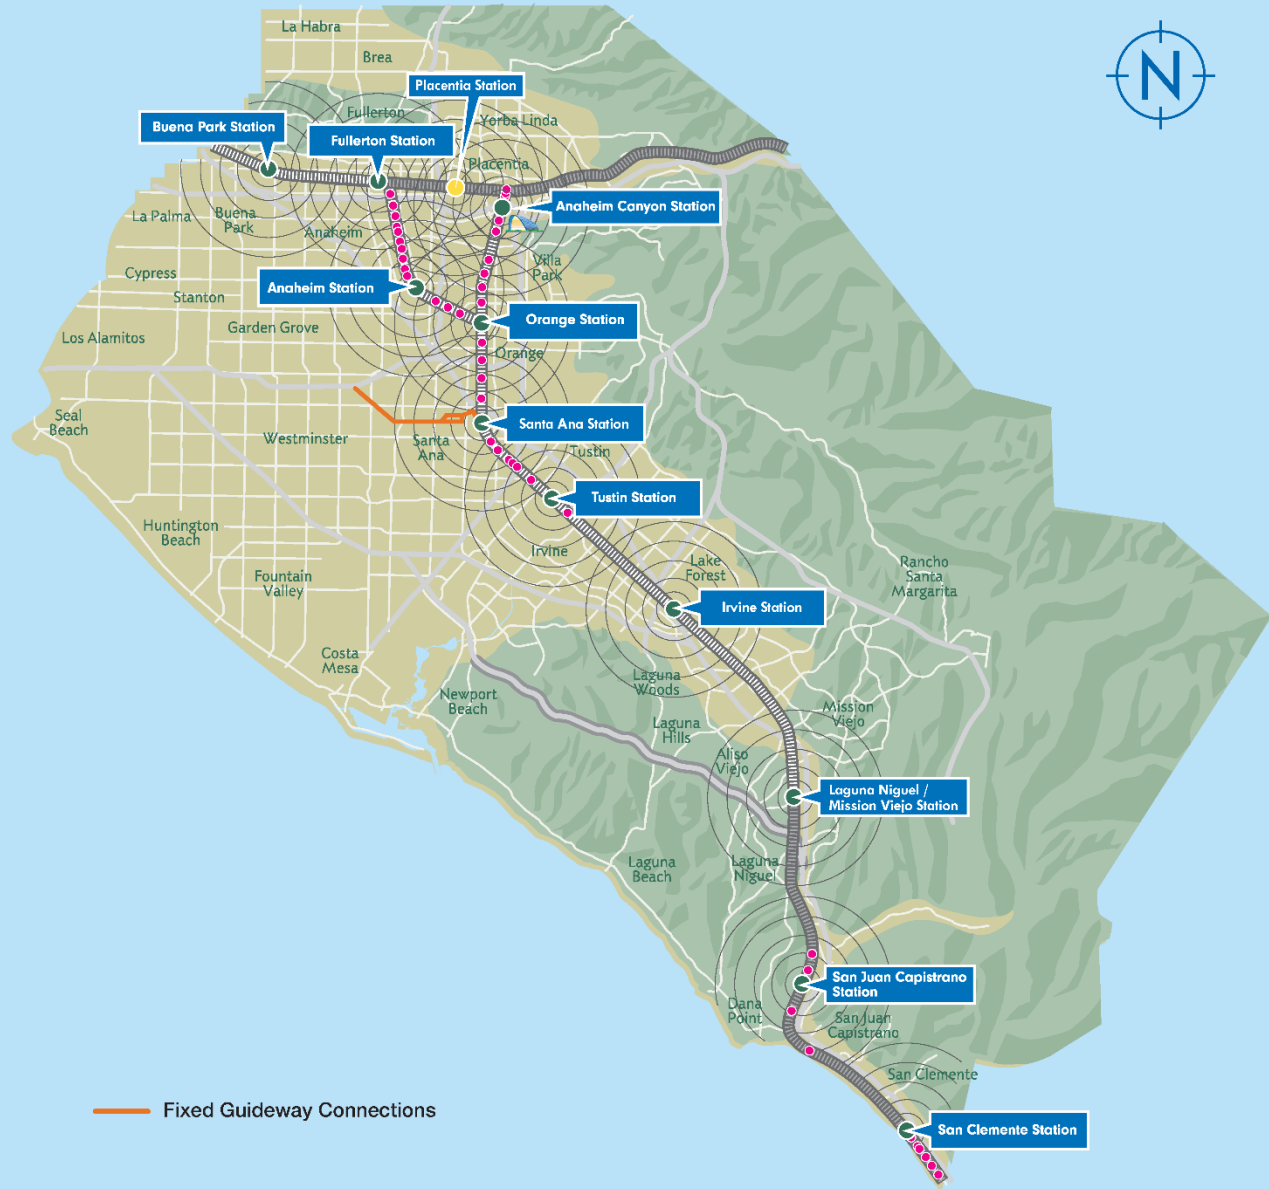 La Habra
Brea
N
Placentia Station
Fullerton
Yorba Linda
Buena Park Station
Fullerton Station
Placentia
Anaheim Canyon Station
La Palma
Buena
Park
Anaheim
Villa
Park
Cypress
Stanton
Anaheim Station
Garden Grove
Orange Station
Los Alamitos
Orange
Seal
Beach
Westminster
Santa
Ana
Santa Ana Station
Tustin
Tustin Station
Huntington
Beach
Irvine
Lake
Forest
Rancho
Santa
Margarita
Fountain
Valley
Irvine Station
Costa
Mesa
Laguna
Woods
Newport
Beach
Mission
Viejo
Laguna
Hills
Aliso
Viejo
Laguna Niguel /
Mission Viejo Station
Laguna
Beach
Laguna
Niguel
San Juan Capistrano
Station
Dana
Point
San Juan
Capistrano
San Clemente
Fixed Guideway Connections
San Clemente Station